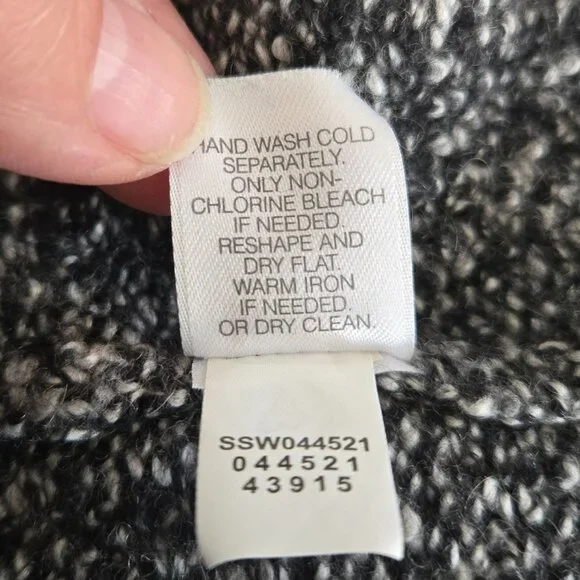 HAND WASH COLD
SEPARATELY.
ONLY NON-
CHLORINE BLEACH
IF NEEDED
RESHAPE AND
DRY FLAT.
WARM IRON
IF NEEDED.
OR DRY CLEAN.
SSW044521
044521
43915